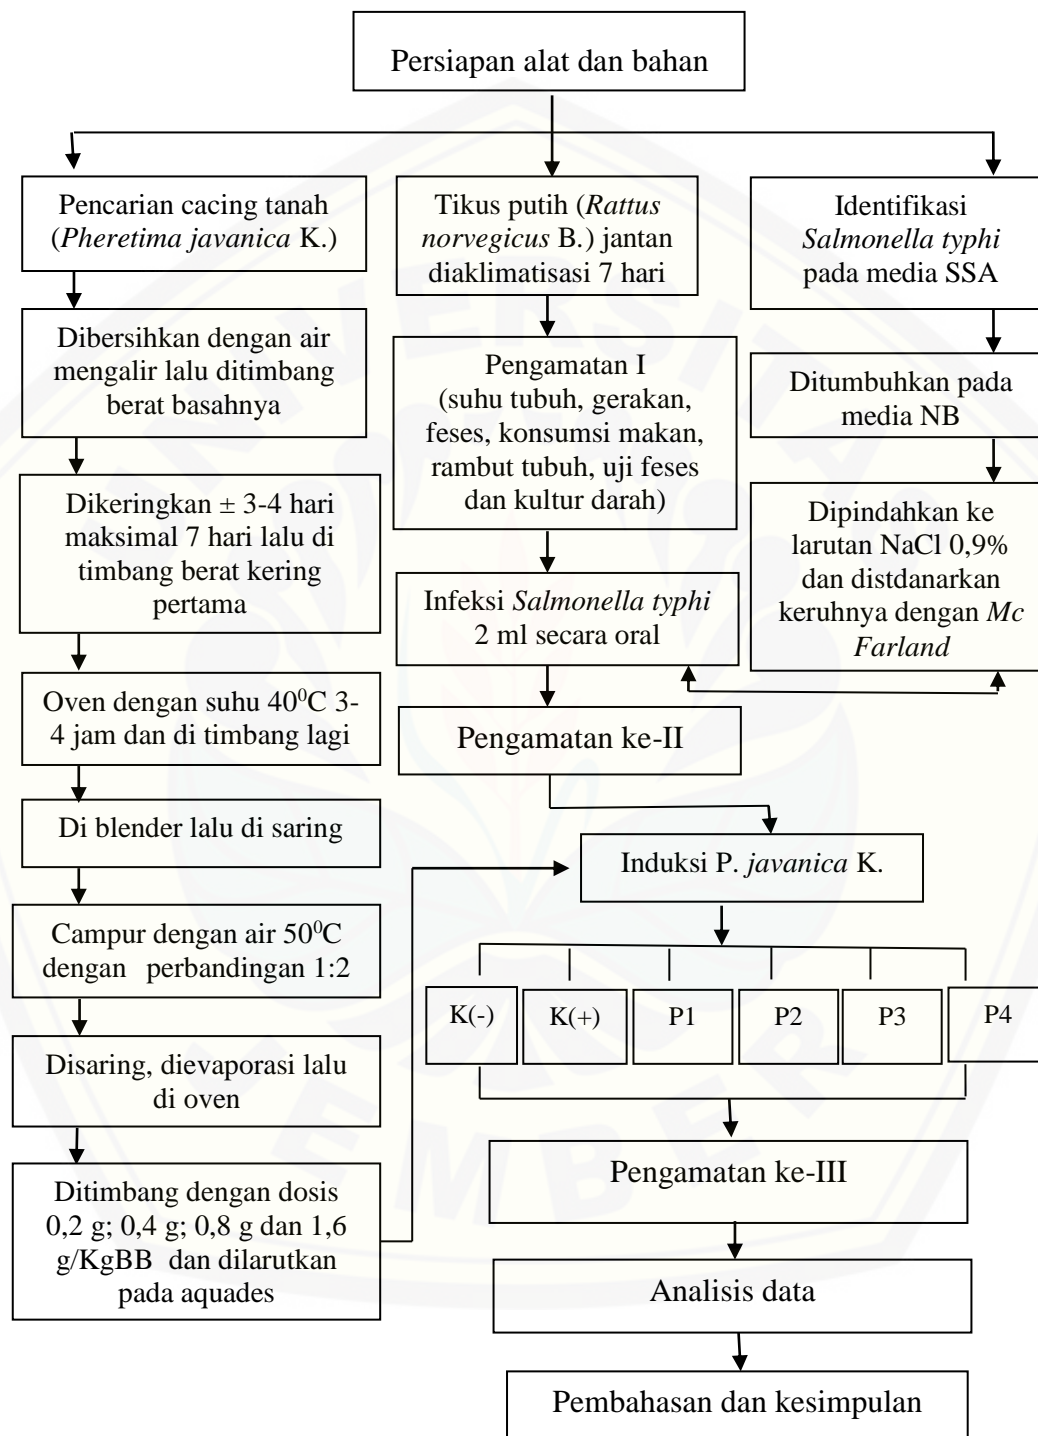 Persiapan alat dan bahan
Pencarian cacing tanah
(Pheretima javanica K.)
Dibersihkan dengan air
mengalir lalu ditimbang
berat basahnya
Dikeringkan ± 3-4 hari
maksimal 7 hari lalu di
timbang berat kering
pertama
Oven dengan suhu 40⁰C 3-
4 jam dan di timbang lagi
Di blender lalu di saring
Campur dengan air 50⁰C
dengan perbandingan 1:2
Disaring, dievaporasi lalu
di oven
Ditimbang dengan dosis
0,2 g; 0,4 g; 0,8 g dan 1,6
g/KgBB dan dilarutkan
pada aquades
Tikus putih (Rattus
norvegicus B.) jantan
diaklimatisasi 7 hari
Pengamatan I
(suhu tubuh, gerakan,
feses, konsumsi makan,
rambut tubuh, uji feses
dan kultur darah)
Infeksi Salmonella typhi
2 ml secara oral
Pengamatan ke-II
Identifikasi
Salmonella typhi
pada media SSA
Ditumbuhkan pada
media NB
Dipindahkan ke
larutan NaCl 0,9%
dan distdanarkan
keruhnya dengan Mc
Farland
Induksi P. javanica K.
K(-)
K(+)
P1
P2
P3
P4
Pengamatan ke-III
Analisis data
Pembahasan dan kesimpulan
UNIVERSITAS
JEMBER